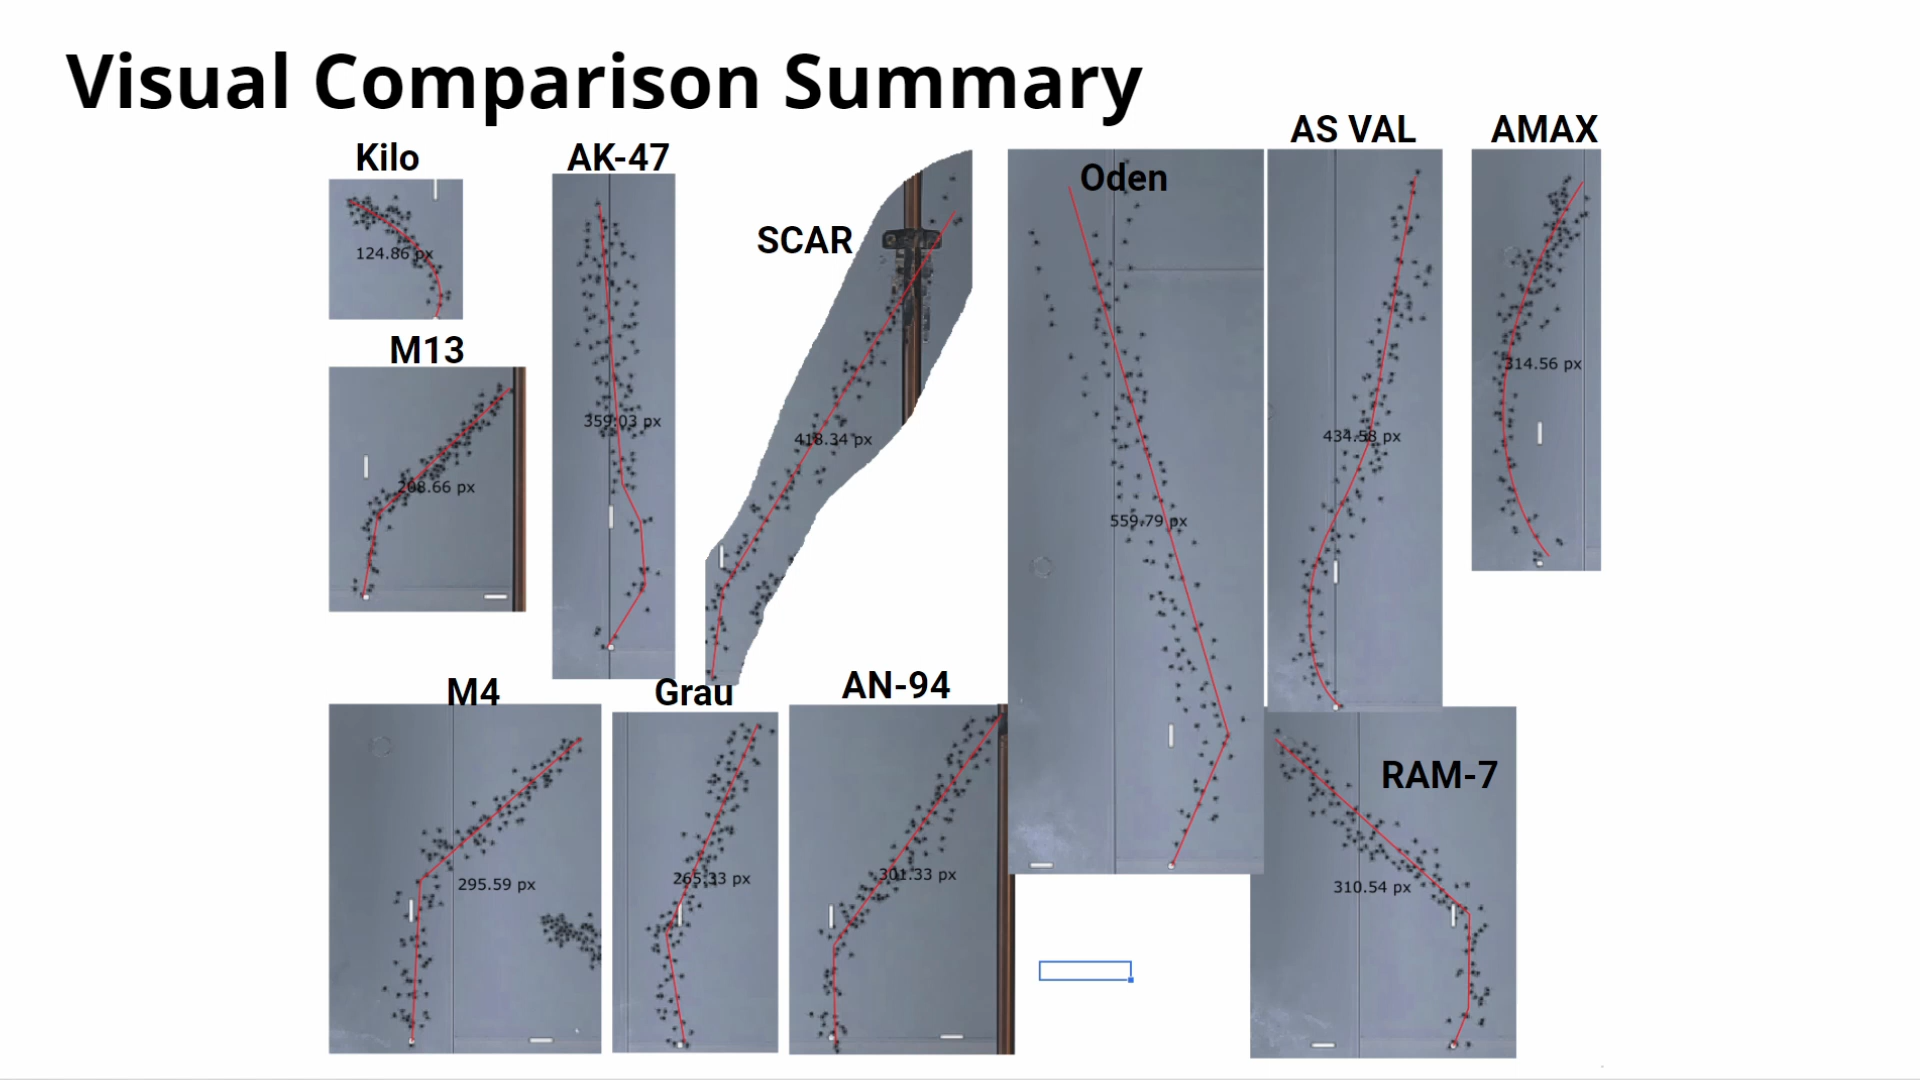 Visual Comparison Summary
Kilo
124.86 px
AK-47
359.03 px
SCAR
418.34 px
Oden
559.79 px
AS VAL
434.58 px
AMAX
314.56 px
M13
208.66 px
M4
295.59 px
Grau
265.33 px
AN-94
301.33 px
RAM-7
310.54 px